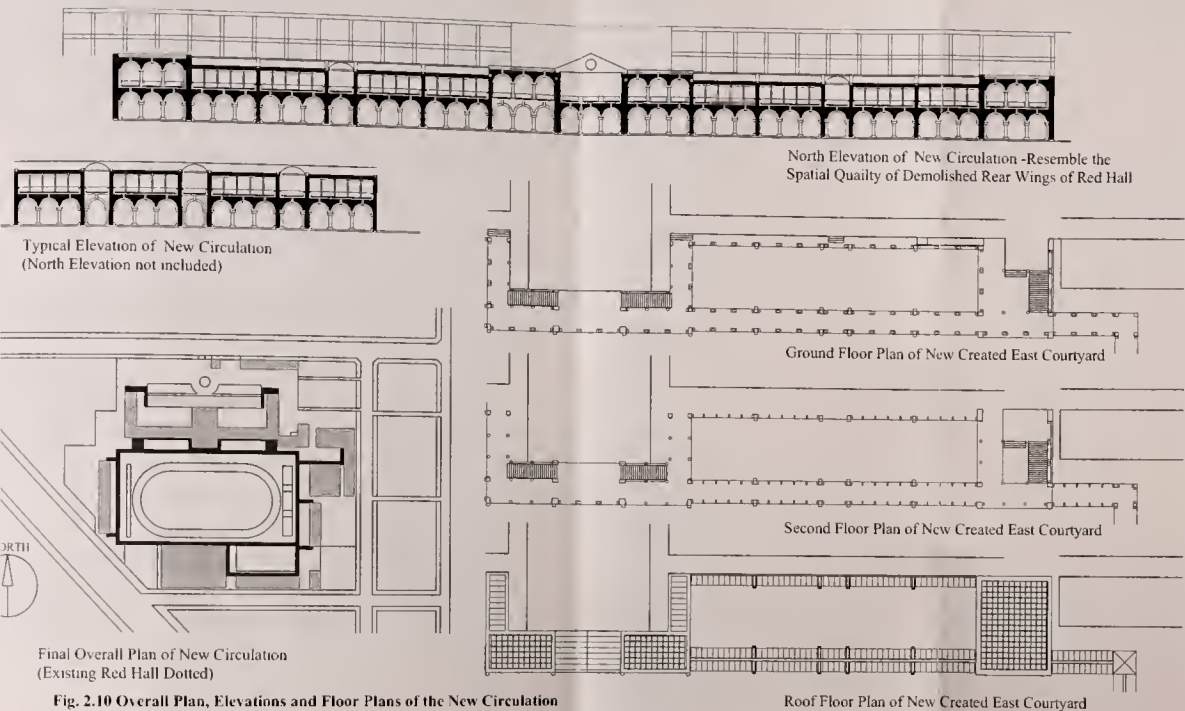 North Elevation of New Circulation -Resemble the
Spatial Quailty of Demolished Rear Wings of Red Hall
Typical Elevation of New Circulation
(North Elevation not included)
Ground Floor Plan of New Created East Courtyard
Second Floor Plan of New Created East Courtyard
ORTH
Final Overall Plan of New Circulation
(Existing Red Hall Dotted)
Fig. 2.10 Overall Plan, Elevations and Floor Plans of the New Circulation
Roof Floor Plan of New Created East Courtyard